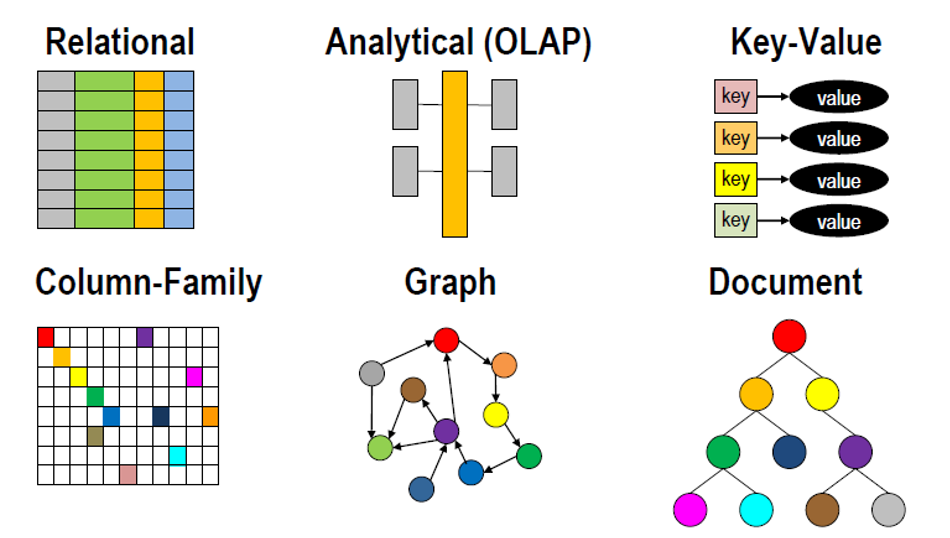 Relational
Analytical (OLAP)
Key-Value
key value
key value
key value
key value
Column-Family
Graph
Document